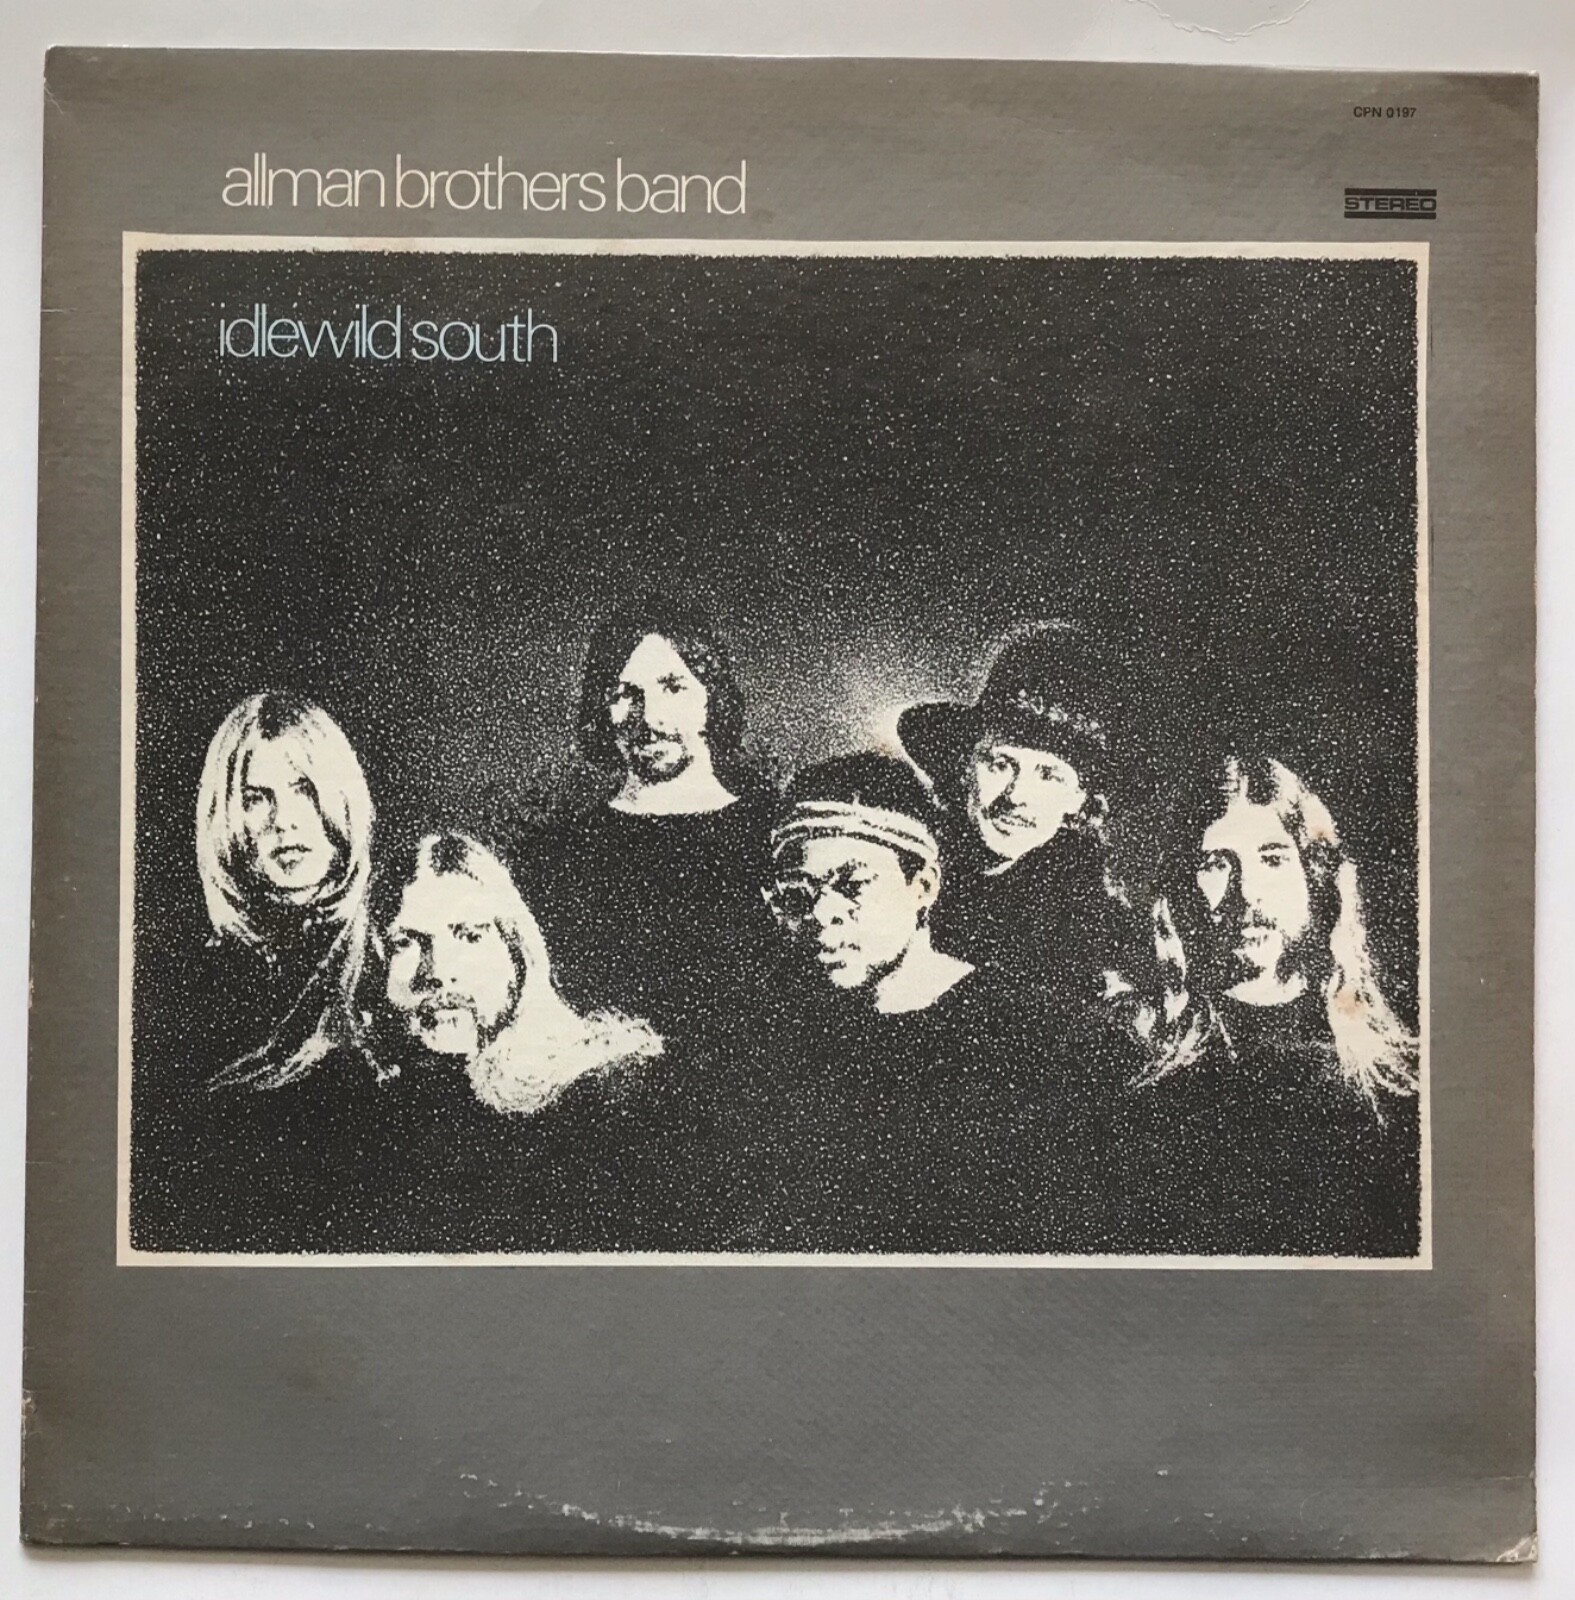 CPN 0197
allman brothers band
STEREO
idlewild south